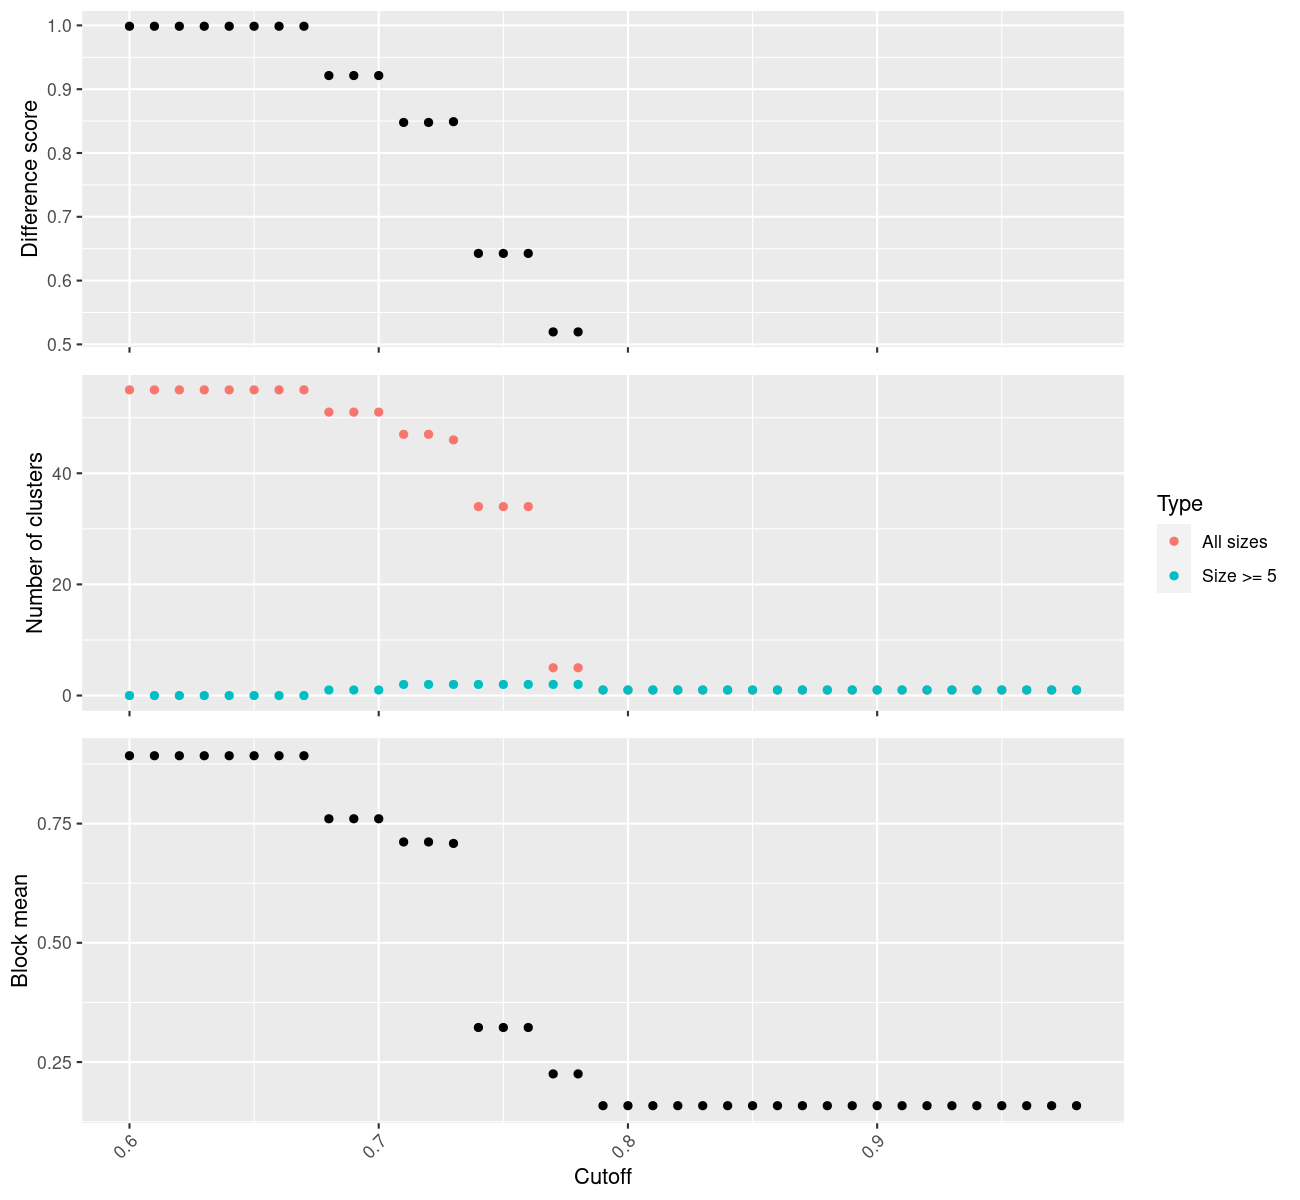 1.0
0.9
0.8
0.7
0.6
0.5
Difference score
40
20
0
Number of clusters
Type
All sizes
Size >= 5
0.75
0.50
0.25
Block mean
0.6
0.7
0.8
0.9
Cutoff